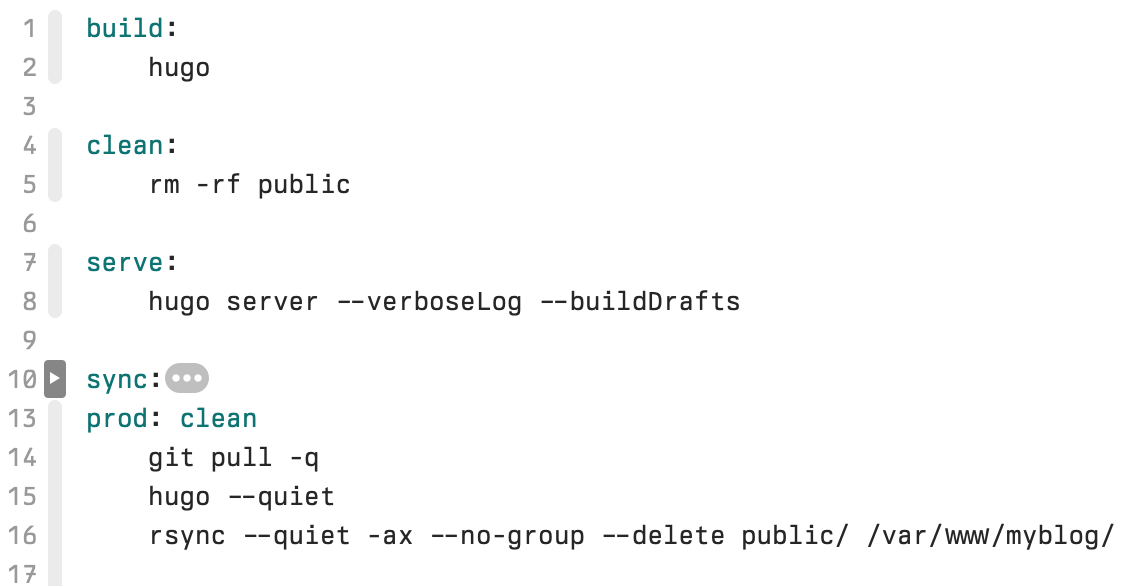 1 build:
2     hugo
3
4 clean:
5     rm -rf public
6
7 serve:
8     hugo server --verboseLog --buildDrafts
9
10 sync:•••
13 prod: clean
14     git pull -q
15     hugo --quiet
16     rsync --quiet -ax --no-group --delete public/ /var/www/myblog/
17